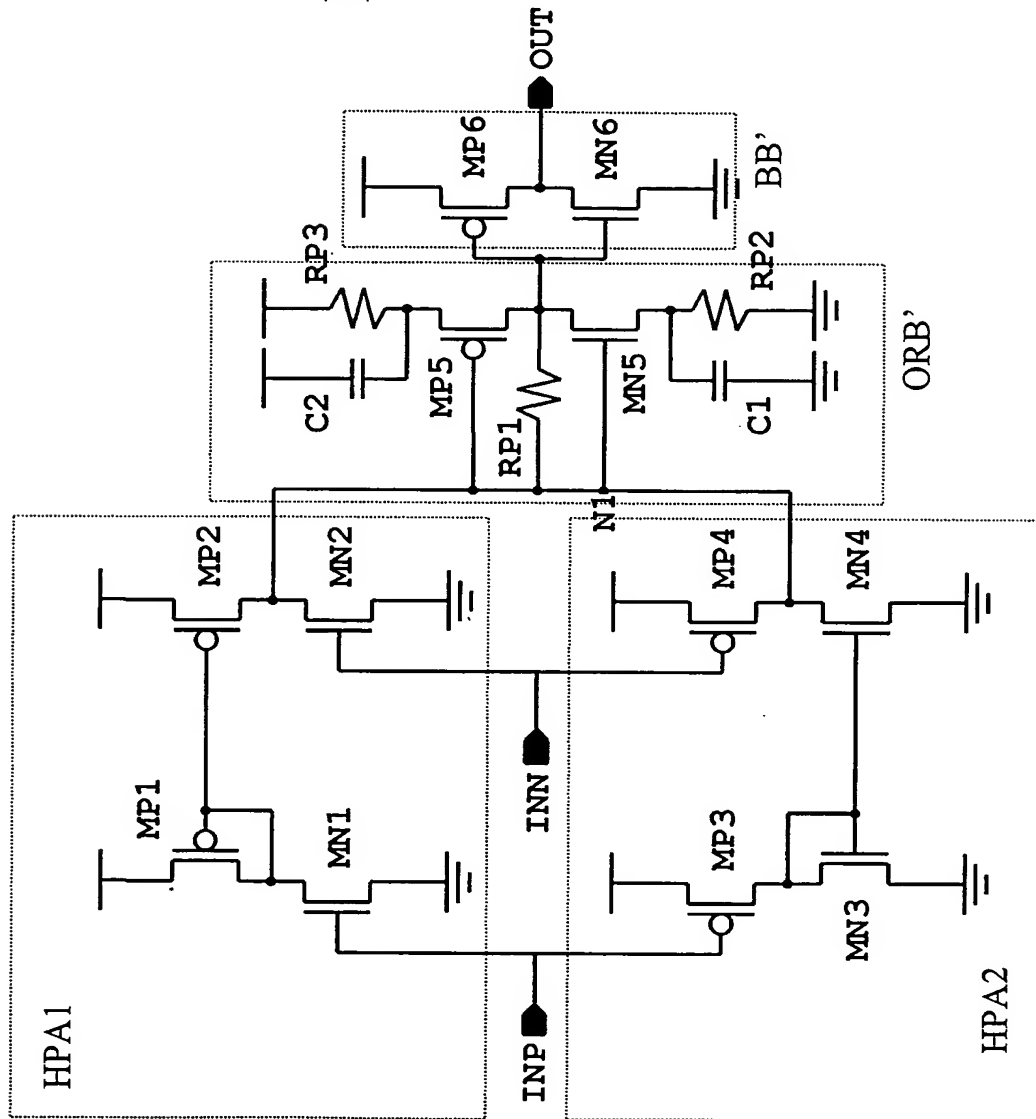 HPA1
MP1
MN1
MP2
MN2
INP
INN
MP3
MN3
MP4
MN4
HPA2
C2
RP3
MP5
RP1
N1
MN5
C1
RP2
ORB'
MP6
MN6
BB'
OUT